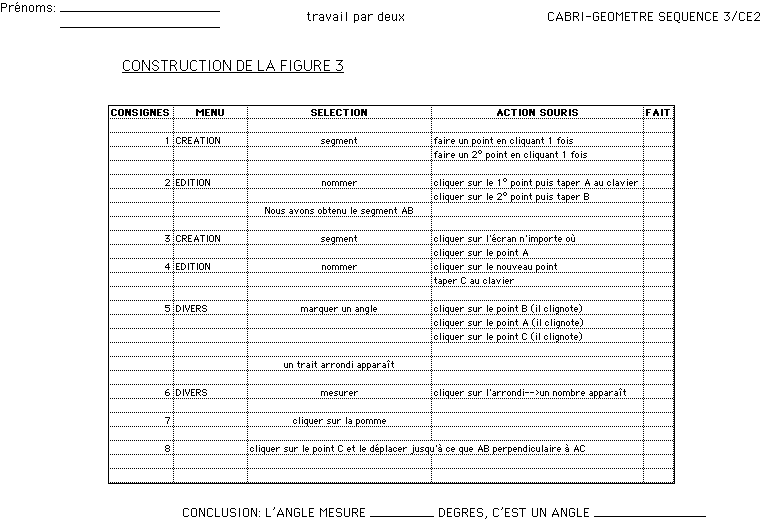 Prénoms:
travail par deux
CABRI-GEOMETRE SEQUENCE 3/CE2
CONSTRUCTION DE LA FIGURE 3
CONSIGNES MENU SELECTION ACTION SOURIS FAIT
1 CREATION segment faire un point en cliquant 1 fois
faire un 2° point en cliquant 1 fois
2 EDITION nommer cliquer sur le 1° point puis taper A au clavier
cliquer sur le 2° point puis taper B
Nous avons obtenu le segment AB
3 CREATION segment cliquer sur l'écran n'importe où
cliquer sur le point A
4 EDITION nommer cliquer sur le nouveau point
taper C au clavier
5 DIVERS marquer un angle cliquer sur le point B (il clignote)
cliquer sur le point A (il clignote)
cliquer sur le point C (il clignote)
un trait arrondi apparaît
6 DIVERS mesurer cliquer sur l'arrondi-->un nombre apparaît
7 cliquer sur la pomme
8 cliquer sur le point C et le déplacer jusqu'à ce que AB perpendiculaire à AC
CONCLUSION: L'ANGLE MESURE ________ DEGRES, C'EST UN ANGLE ______________